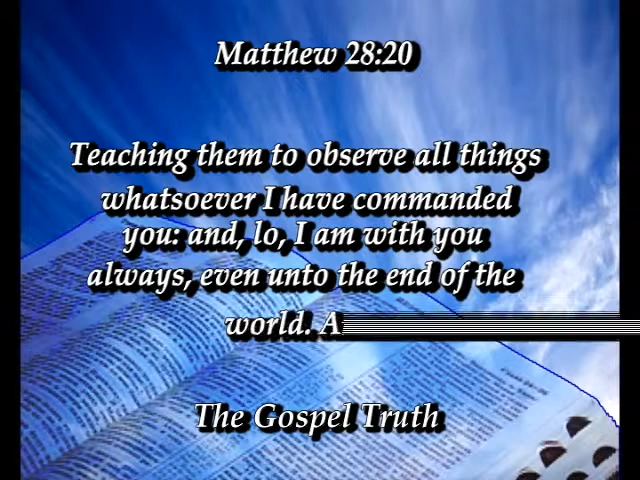 Matthew 28:20
Teaching them to observe all things
whatsoever I have commanded
you: and, lo, I am with you
always, even unto the end of the
world. A
The Gospel Truth